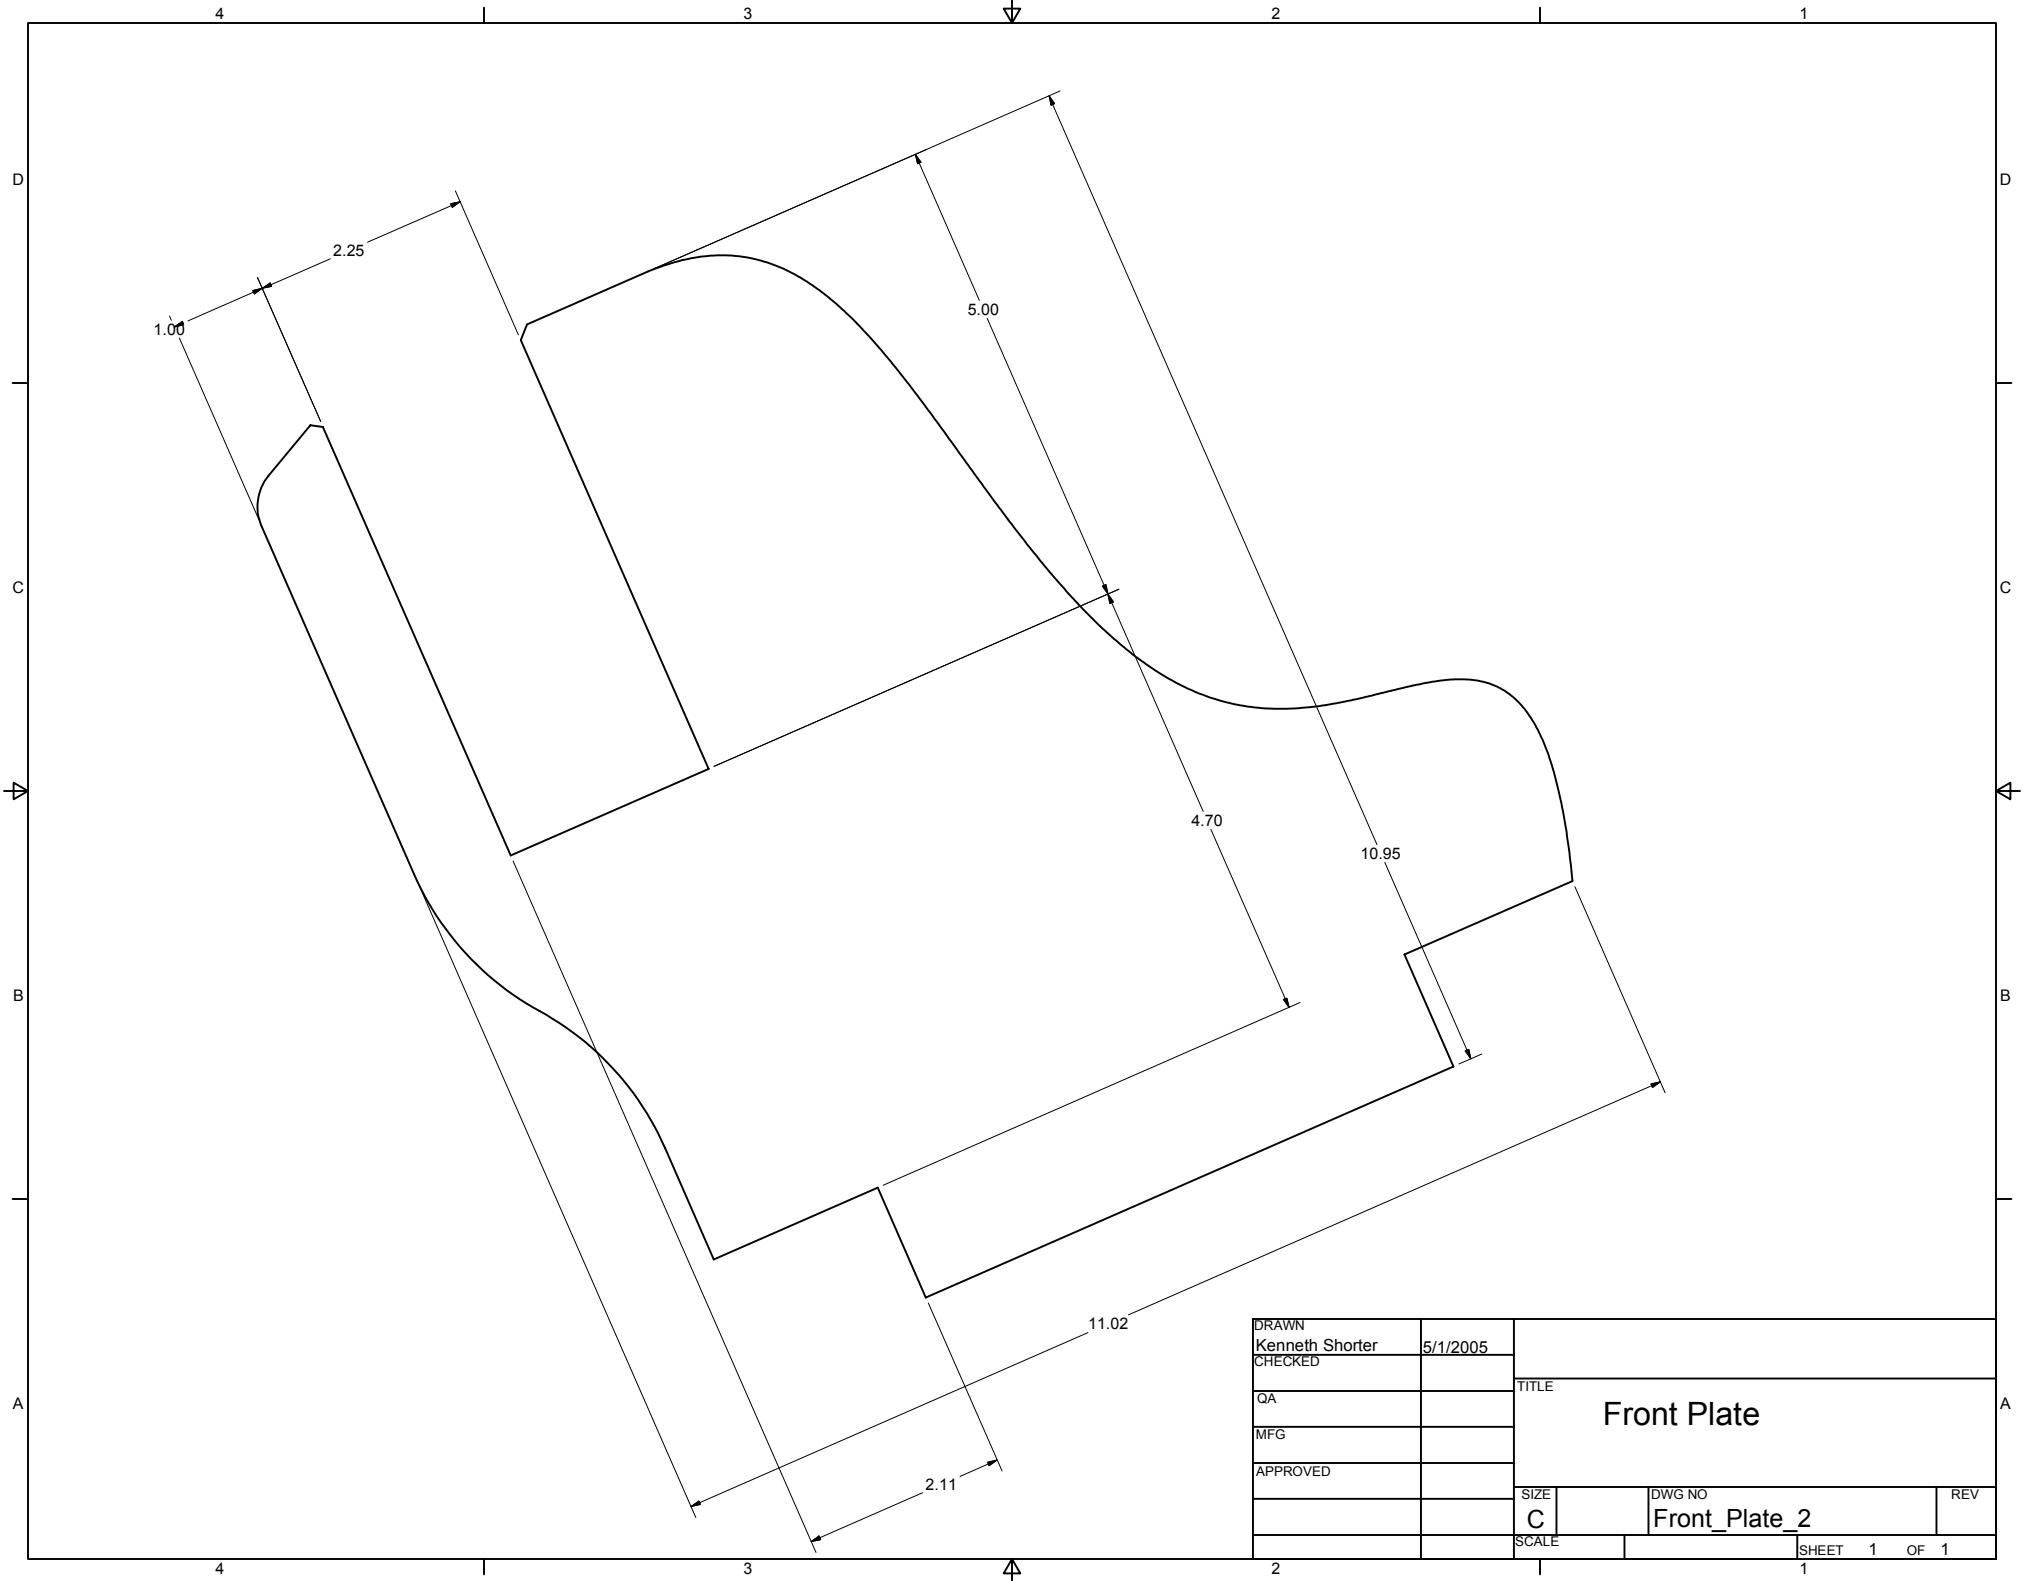 4 3 2 1
D D
2.25
1.00
5.00
C C
4.70
10.95
B B
11.02
DRAWN
Kenneth Shorter 5/1/2005
CHECKED
TITLE
QA
Front Plate
A A
MFG
APPROVED
2.11
SIZE DWG NO REV
C Front_Plate_2
SCALE
SHEET 1 OF 1
4 3 2 1